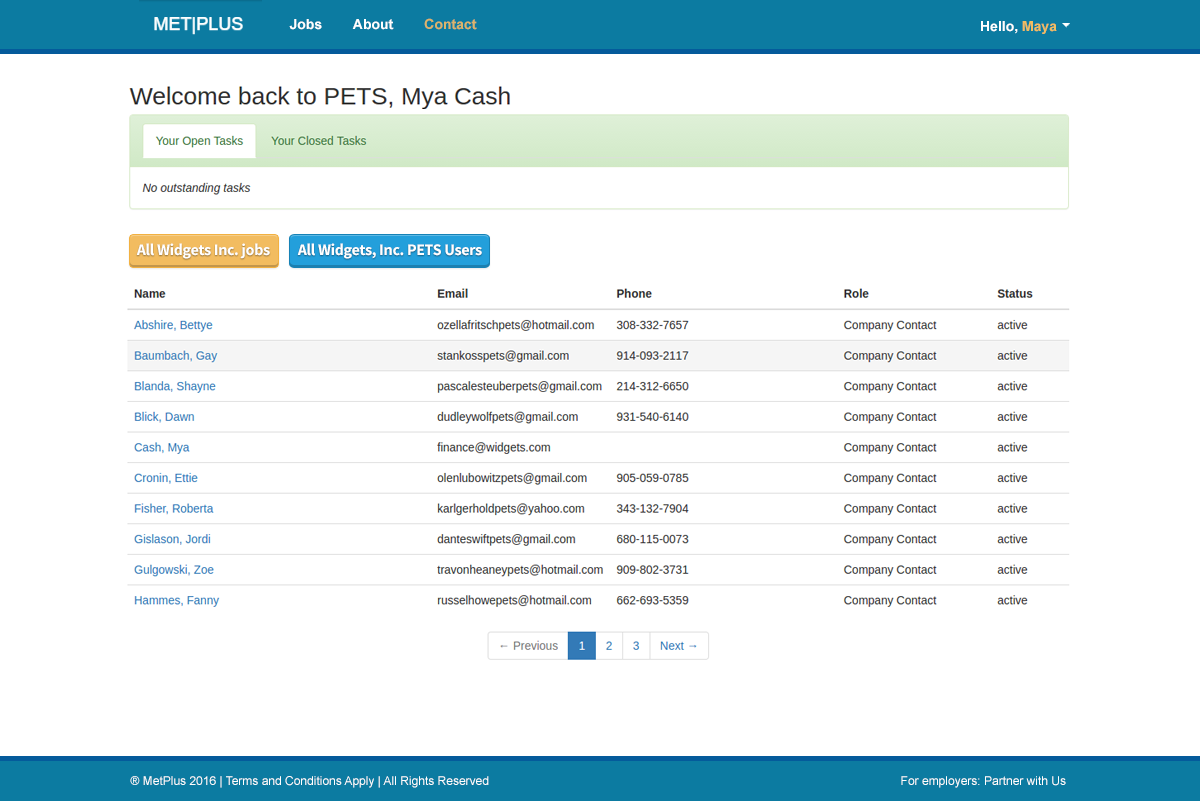 MET|PLUS Jobs About Contact Hello, Maya
Welcome back to PETS, Mya Cash
Your Open Tasks Your Closed Tasks
No outstanding tasks
All Widgets Inc. jobs All Widgets, Inc. PETS Users
Name Email Phone Role Status
Abshire, Bettye ozellafritschpets@hotmail.com 308-332-7657 Company Contact active
Baumbach, Gay stankosspets@gmail.com 914-093-2117 Company Contact active
Blanda, Shayne pascalesteuberpets@gmail.com 214-312-6650 Company Contact active
Blick, Dawn dudleywolfpets@gmail.com 931-540-6140 Company Contact active
Cash, Mya finance@widgets.com Company Contact active
Cronin, Ettie olenlubowitzpets@gmail.com 905-059-0785 Company Contact active
Fisher, Roberta karlgerholdpets@yahoo.com 343-132-7904 Company Contact active
Gislason, Jordi danteswiftpets@gmail.com 680-115-0073 Company Contact active
Gulgowski, Zoe travonheaneypets@hotmail.com 909-802-3731 Company Contact active
Hammes, Fanny russelhowepets@hotmail.com 662-693-5359 Company Contact active
← Previous 1 2 3 Next →
® MetPlus 2016 | Terms and Conditions Apply | All Rights Reserved For employers: Partner with Us